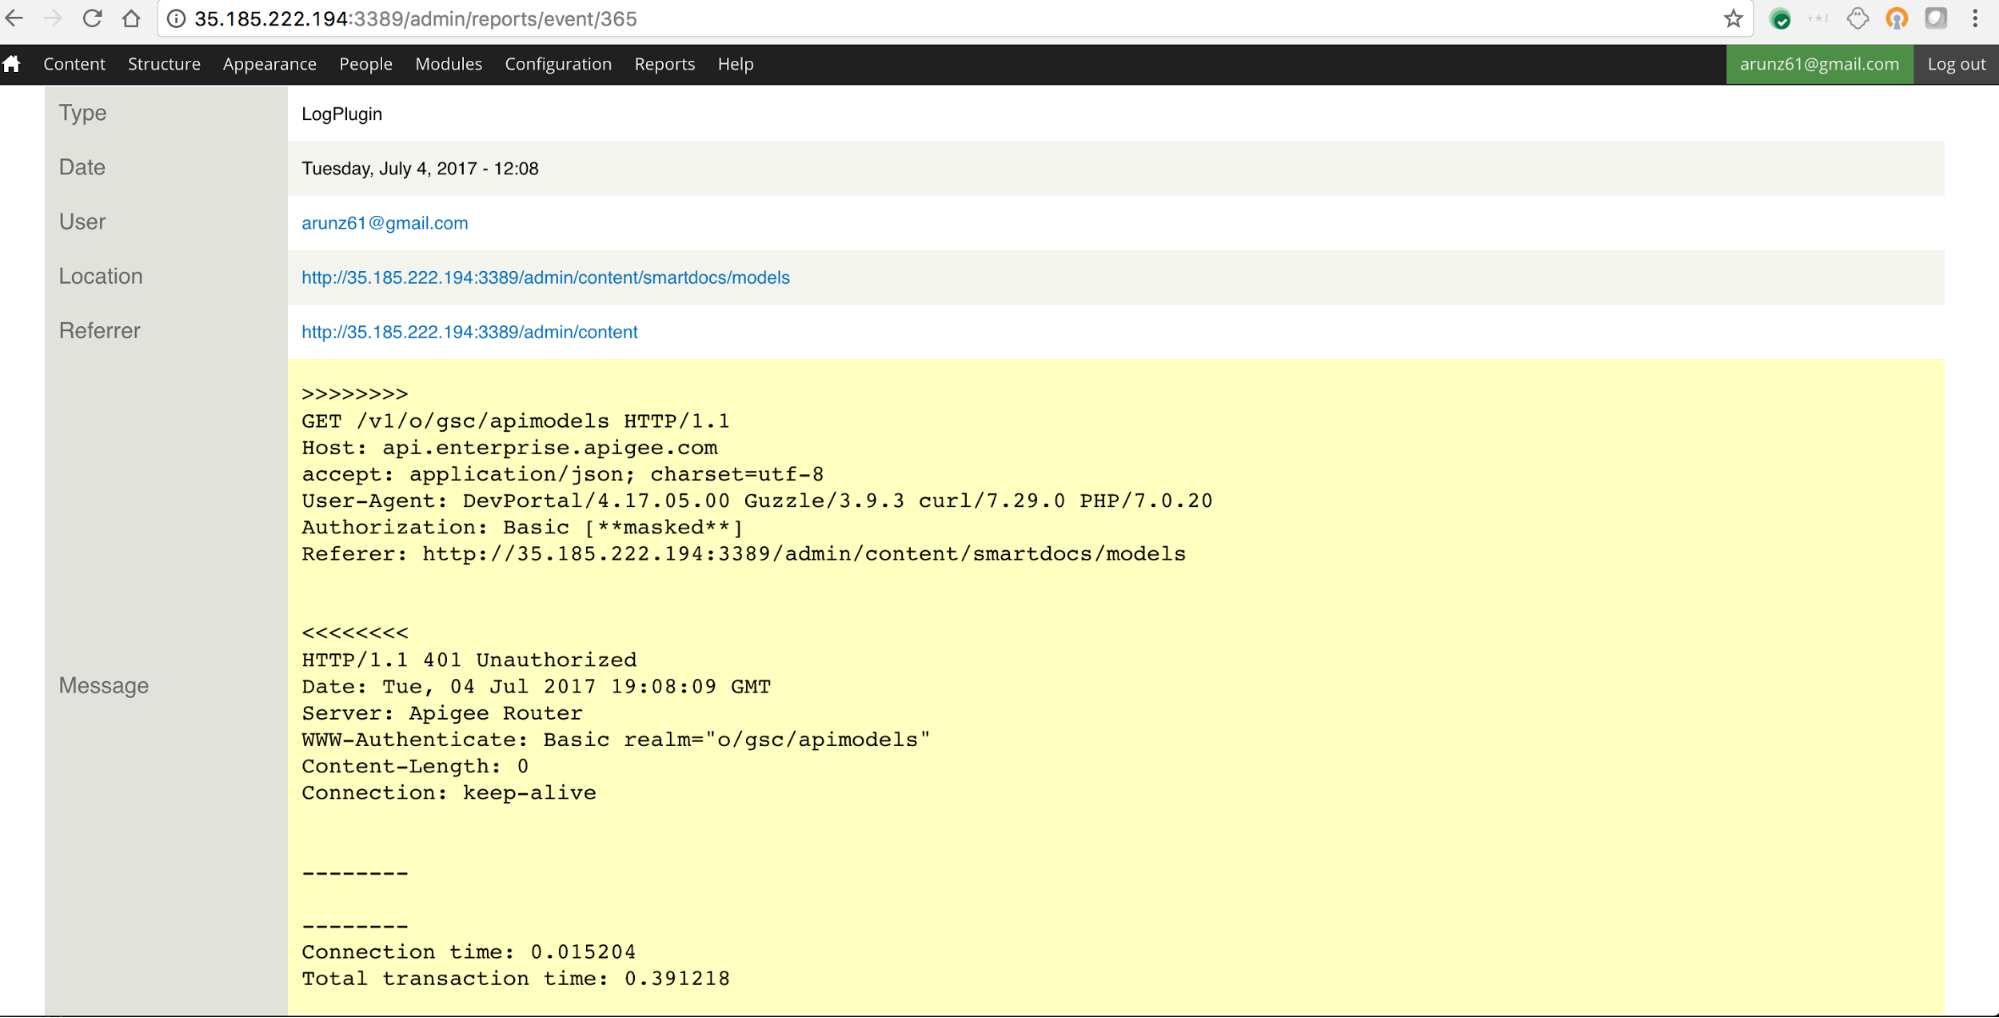 35.185.222.194:3389/admin/reports/event/365
Content Structure Appearance People Modules Configuration Reports Help arunz61@gmail.com Log out
Type LogPlugin
Date Tuesday, July 4, 2017 - 12:08
User arunz61@gmail.com
Location http://35.185.222.194:3389/admin/content/smartdocs/models
Referrer http://35.185.222.194:3389/admin/content
>>>>>>>>
GET /v1/o/gsc/apimodels HTTP/1.1
Host: api.enterprise.apigee.com
accept: application/json; charset=utf-8
User-Agent: DevPortal/4.17.05.00 Guzzle/3.9.3 curl/7.29.0 PHP/7.0.20
Authorization: Basic [**masked**]
Referer: http://35.185.222.194:3389/admin/content/smartdocs/models
<<<<<<<<
HTTP/1.1 401 Unauthorized
Message
Date: Tue, 04 Jul 2017 19:08:09 GMT
Server: Apigee Router
WWW-Authenticate: Basic realm="o/gsc/apimodels"
Content-Length: 0
Connection: keep-alive
--------
--------
Connection time: 0.015204
Total transaction time: 0.391218